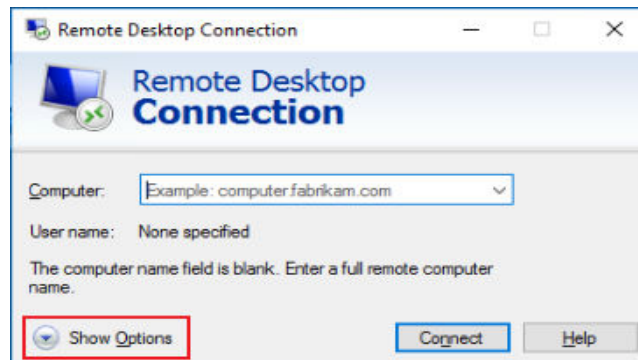 Remote Desktop Connection
Remote Desktop
Connection
Computer: Example: computer.fabrikam.com
User name: None specified
The computer name field is blank. Enter a full remote computer
name.
Show Options Connect Help